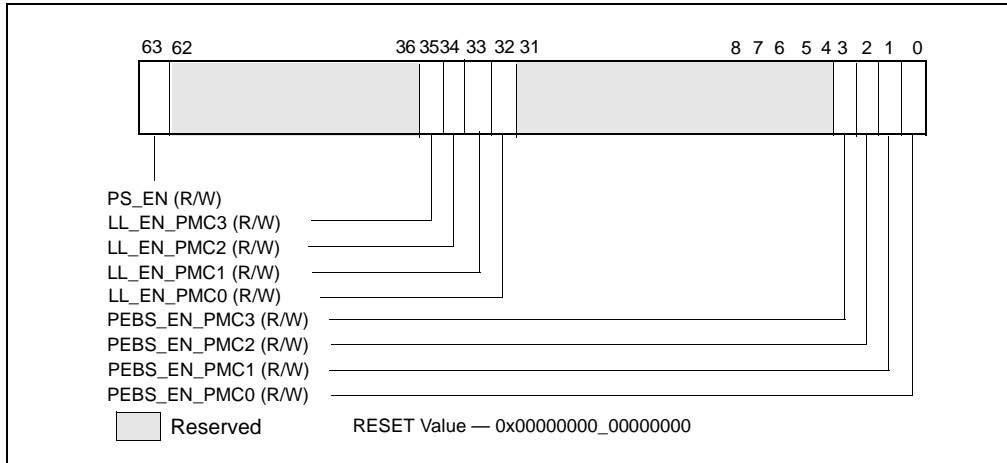 63 62 36 35 34 33 32 31 8 7 6 5 4 3 2 1 0
PS_EN (R/W)
LL_EN_PMC3 (R/W)
LL_EN_PMC2 (R/W)
LL_EN_PMC1 (R/W)
LL_EN_PMC0 (R/W)
PEBS_EN_PMC3 (R/W)
PEBS_EN_PMC2 (R/W)
PEBS_EN_PMC1 (R/W)
PEBS_EN_PMC0 (R/W)
Reserved RESET Value — 0x00000000_00000000